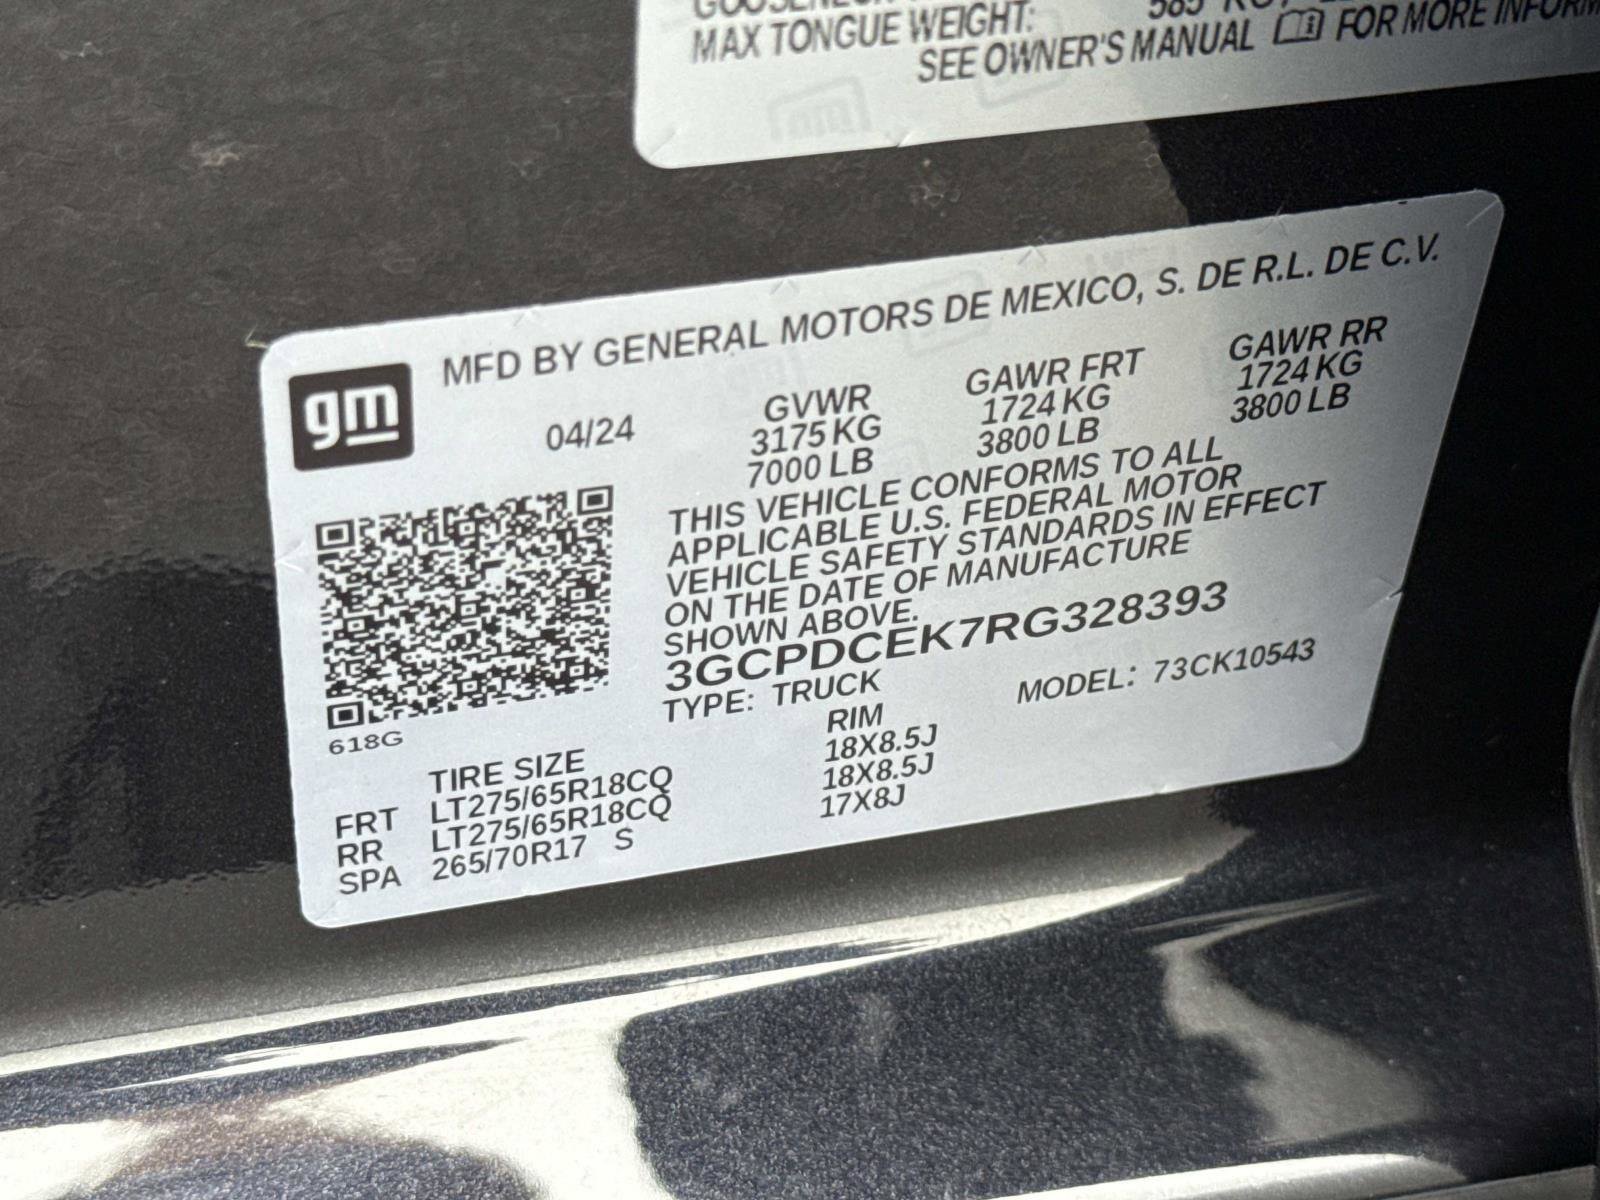 MAX TONGUE WEIGHT:
SEE OWNER'S MANUAL FOR MORE
gm
MFD BY GENERAL MOTORS DE MEXICO, S. DE R.L. DE C.V.
04/24 GVWR GAWR FRT GAWR RR
3175 KG 1724 KG 1724 KG
7000 LB 3800 LB 3800 LB
THIS VEHICLE CONFORMS TO ALL
APPLICABLE U.S. FEDERAL MOTOR
VEHICLE SAFETY STANDARDS IN EFFECT
ON THE DATE OF MANUFACTURE
SHOWN ABOVE.
3GCPDCEK7RG328393
TYPE: TRUCK MODEL: 73CK10543
618G
TIRE SIZE RIM
FRT LT275/65R18CQ 18X8.5J
RR LT275/65R18CQ 18X8.5J
SPA 265/70R17 S 17X8J